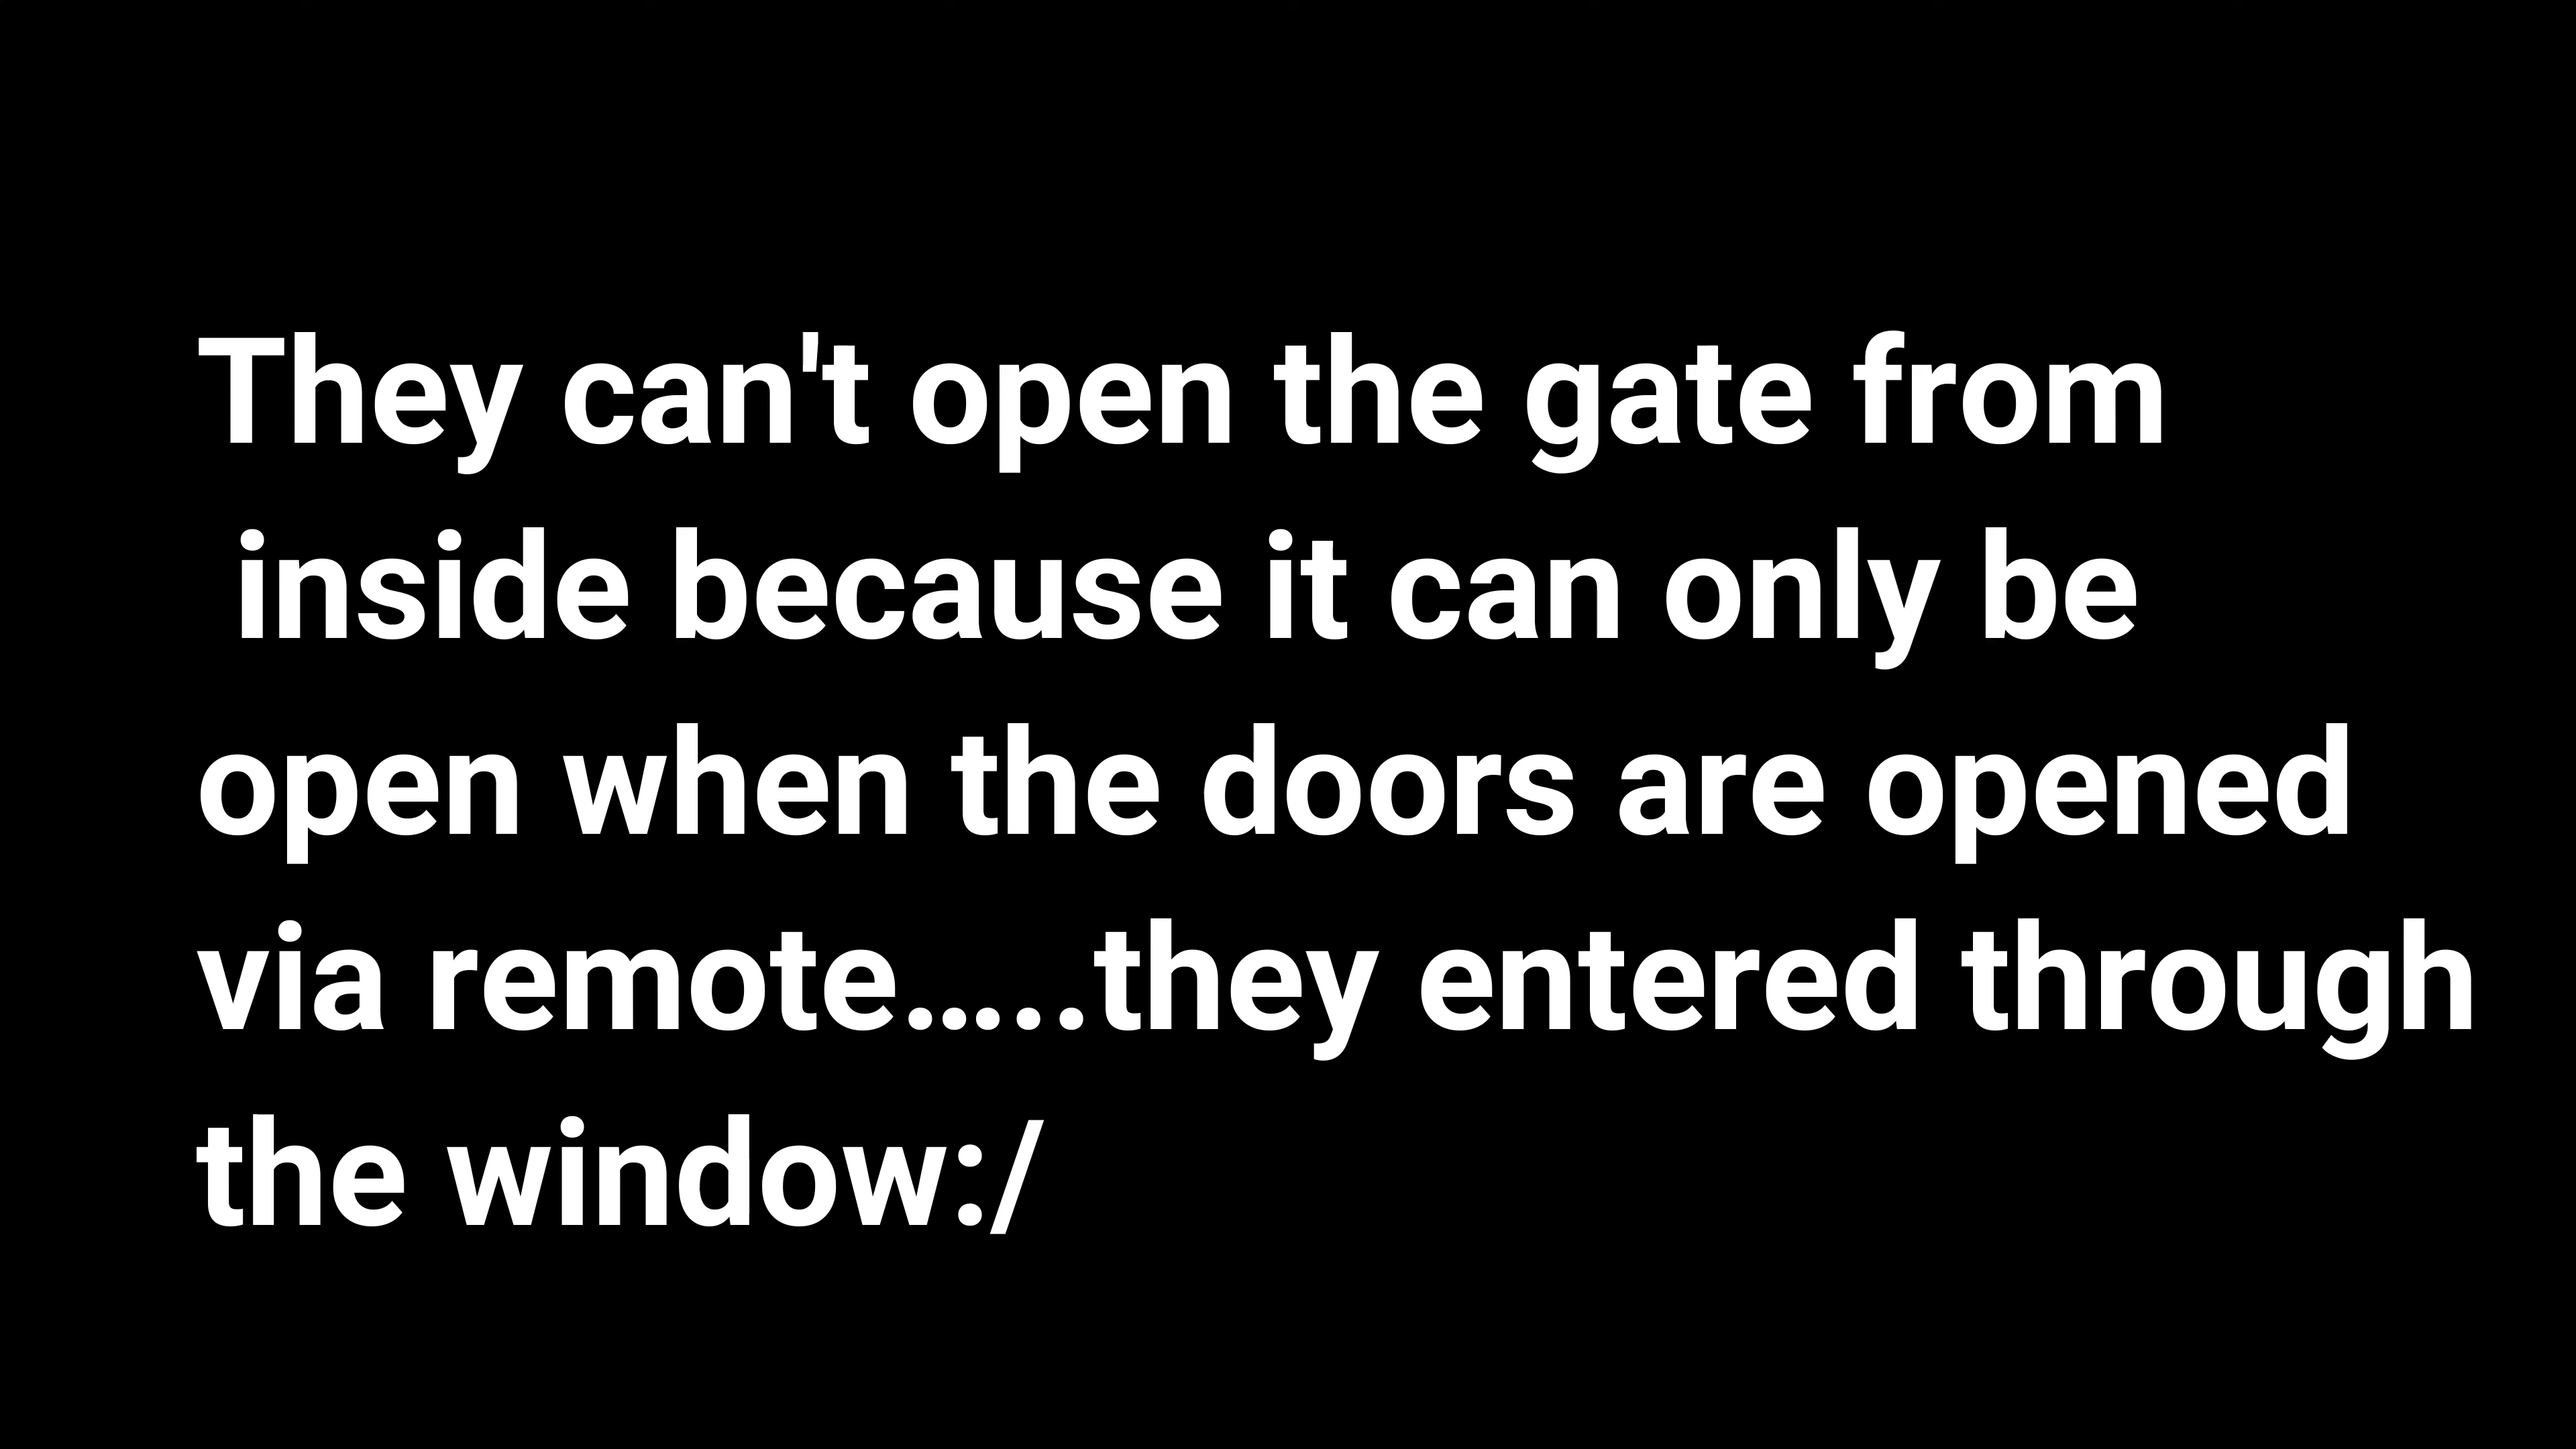 They can't open the gate from
inside because it can only be
open when the doors are opened
via remote…..they entered through
the window:/